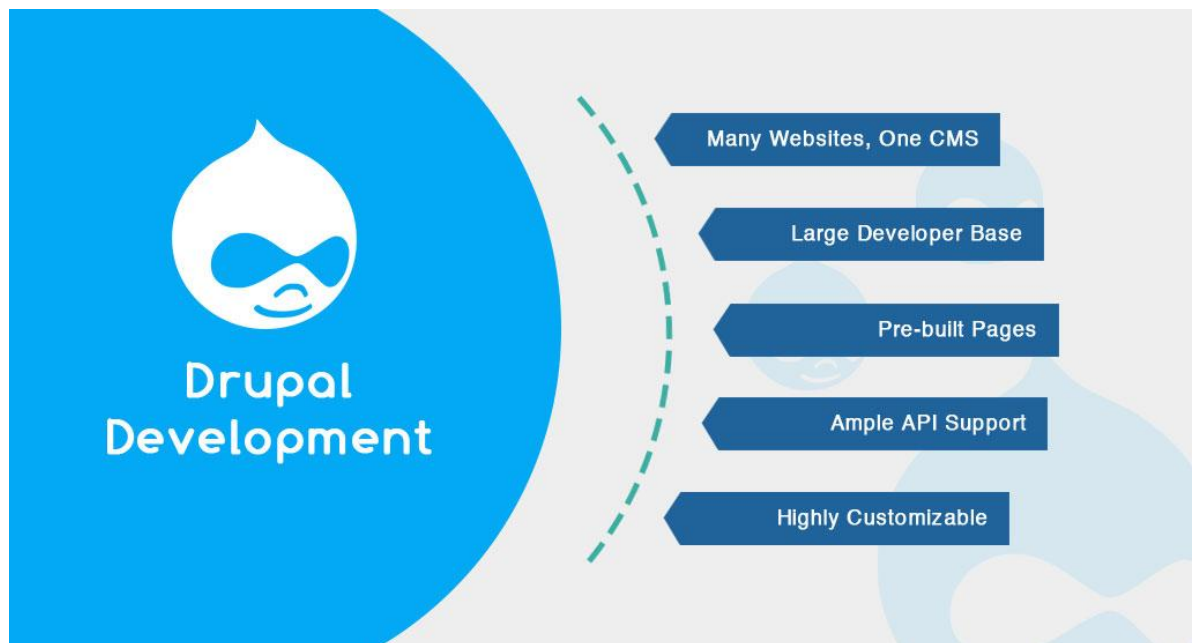 Drupal
Development
Many Websites, One CMS
Large Developer Base
Pre-built Pages
Ample API Support
Highly Customizable